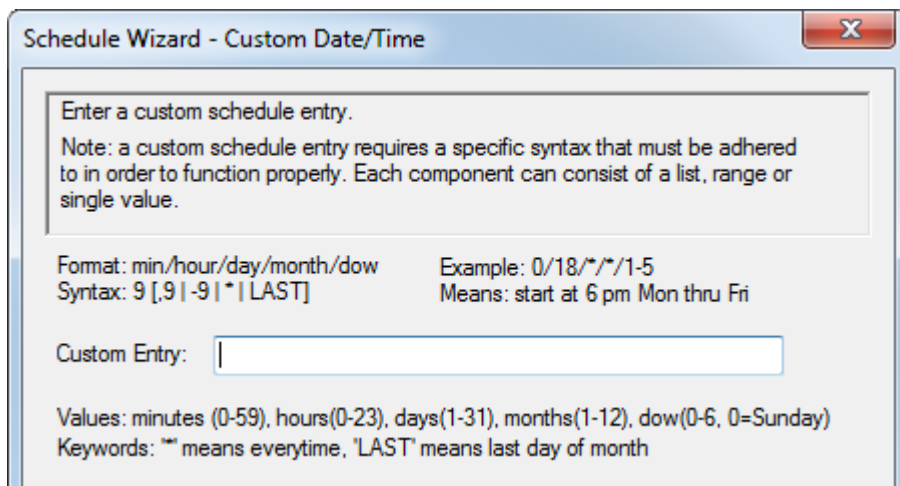 Schedule Wizard - Custom Date/Time
Enter a custom schedule entry.
Note: a custom schedule entry requires a specific syntax that must be adhered
to in order to function properly. Each component can consist of a list, range or
single value.
Format: min/hour/day/month/dow
Example: 0/18/*/*/1-5
Syntax: 9 [,9 | -9 | * | LAST]
Means: start at 6 pm Mon thru Fri
Custom Entry:
Values: minutes (0-59), hours(0-23), days(1-31), months(1-12), dow(0-6, 0=Sunday)
Keywords: '*' means everytime, 'LAST' means last day of month